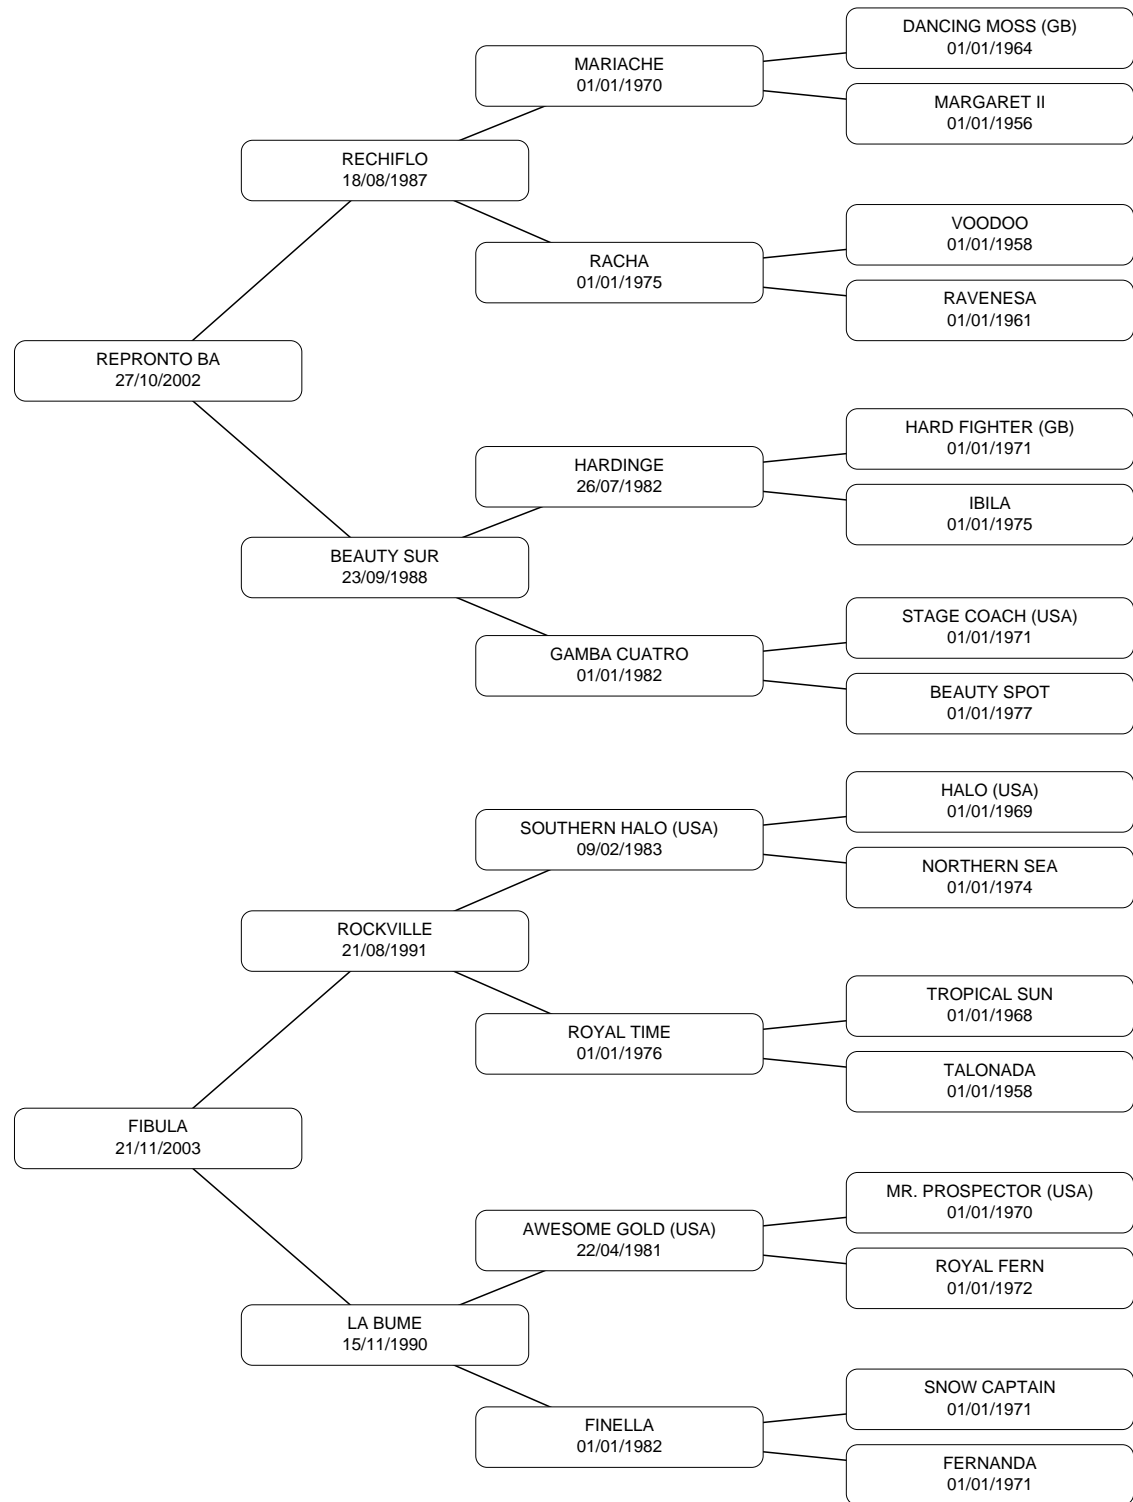 DANCING MOSS (GB)
01/01/1964
MARIACHE
01/01/1970
MARGARET II
01/01/1956
RECHIFLO
18/08/1987
VOODOO
01/01/1958
RACHA
01/01/1975
RAVENESA
01/01/1961
REPRONTO BA
27/10/2002
HARD FIGHTER (GB)
01/01/1971
HARDINGE
26/07/1982
IBILA
01/01/1975
BEAUTY SUR
23/09/1988
STAGE COACH (USA)
01/01/1971
GAMBA CUATRO
01/01/1982
BEAUTY SPOT
01/01/1977
HALO (USA)
01/01/1969
SOUTHERN HALO (USA)
09/02/1983
NORTHERN SEA
01/01/1974
ROCKVILLE
21/08/1991
TROPICAL SUN
01/01/1968
ROYAL TIME
01/01/1976
TALONADA
01/01/1958
FIBULA
21/11/2003
MR. PROSPECTOR (USA)
01/01/1970
AWESOME GOLD (USA)
22/04/1981
ROYAL FERN
01/01/1972
LA BUME
15/11/1990
SNOW CAPTAIN
01/01/1971
FINELLA
01/01/1982
FERNANDA
01/01/1971